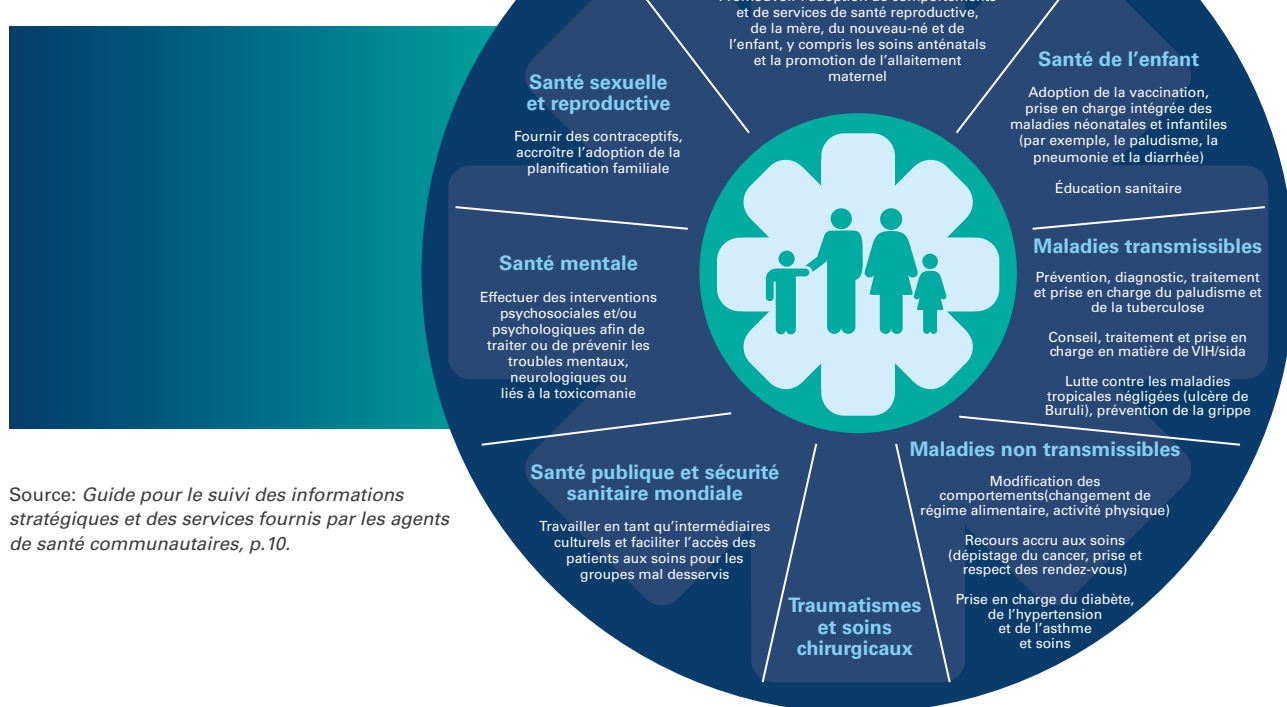 et de services de santé reproductive,
de la mère, du nouveau-né et de
l’enfant, y compris les soins anténatals
et la promotion de l’allaitement
maternel
Santé de l’enfant
Adoption de la vaccination,
prise en charge intégrée des
maladies néonatales et infantiles
(par exemple, le paludisme, la
pneumonie et la diarrhée)
Éducation sanitaire
Maladies transmissibles
Prévention, diagnostic, traitement
et prise en charge du paludisme et
de la tuberculose
Conseil, traitement et prise en
charge en matière de VIH/sida
Lutte contre les maladies
tropicales négligées (ulcère de
Buruli), prévention de la grippe
Maladies non transmissibles
Modification des
comportements(changement de
régime alimentaire, activité physique)
Recours accru aux soins
(dépistage du cancer, prise et
respect des rendez-vous)
Prise en charge du diabète,
de l’hypertension
et de l’asthme
et soins
Traumatismes
et soins
chirurgicaux
Santé publique et sécurité
sanitaire mondiale
Travailler en tant qu’intermédiaires
culturels et faciliter l’accès des
patients aux soins pour les
groupes mal desservis
Santé mentale
Effectuer des interventions
psychosociales et/ou
psychologiques afin de
traiter ou de prévenir les
troubles mentaux,
neurologiques ou
liés à la toxicomanie
Santé sexuelle
et reproductive
Fournir des contraceptifs,
accroître l’adoption de la
planification familiale
Source: Guide pour le suivi des informations
stratégiques et des services fournis par les agents
de santé communautaires, p.10.